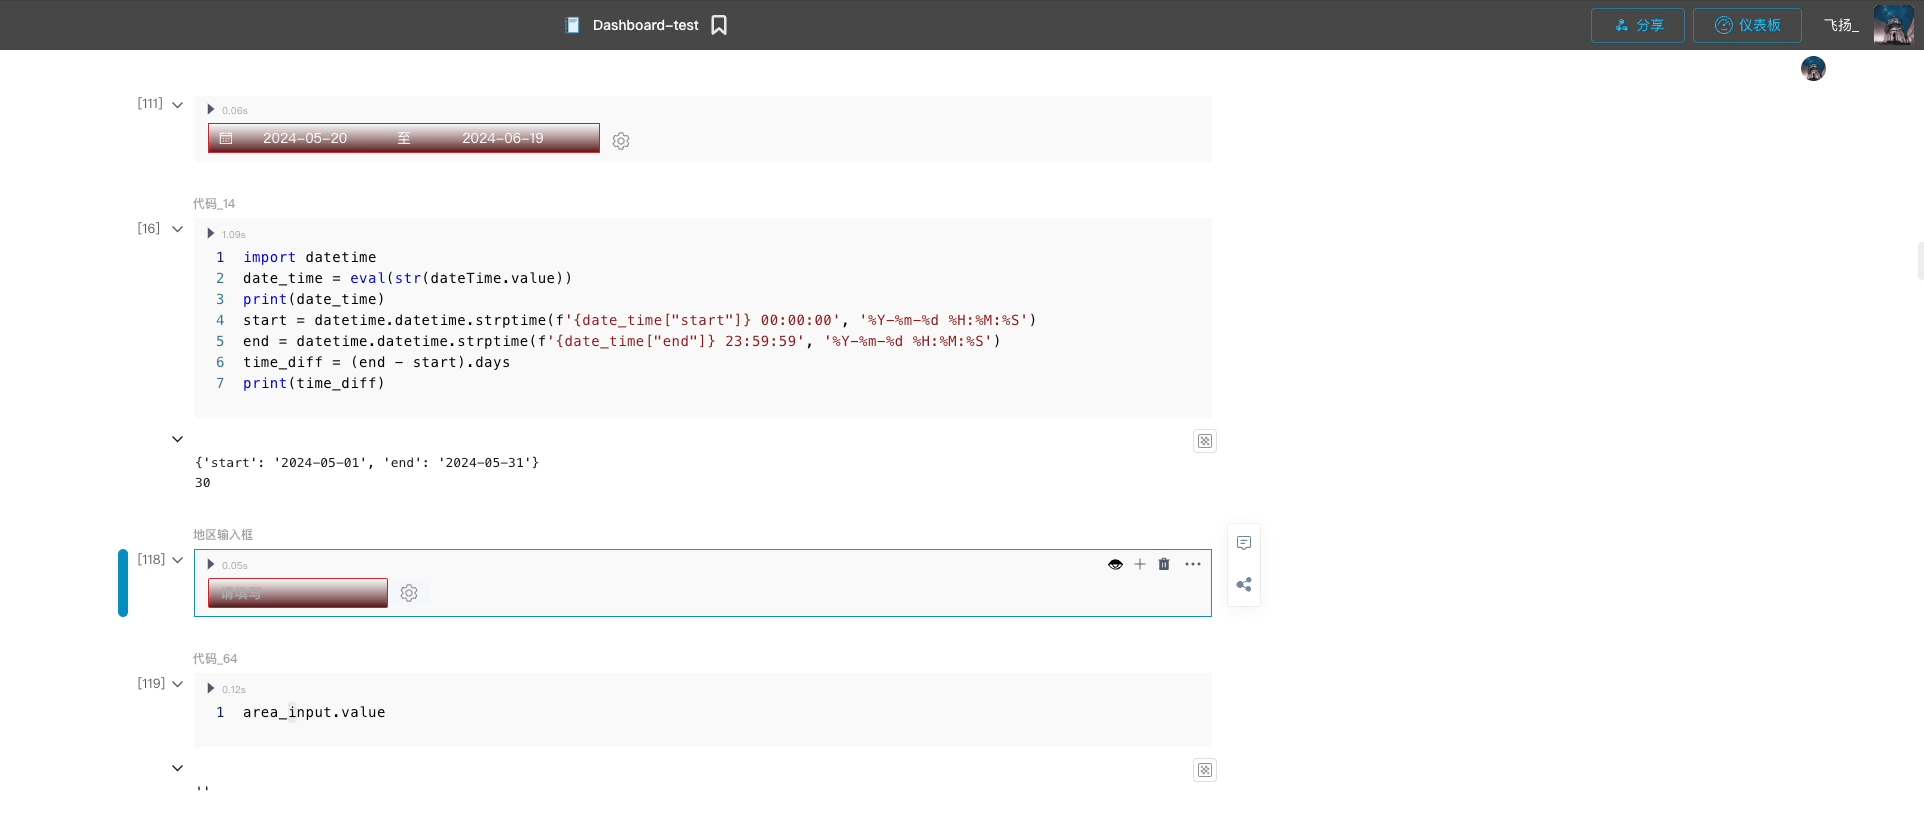 Dashboard-test
分享
仪表板
飞扬_
[111]
0.06s
2024-05-20 至 2024-06-19
代码_14
[16]
1.09s
1 import datetime
2 date_time = eval(str(dateTime.value))
3 print(date_time)
4 start = datetime.datetime.strptime(f'{date_time["start"]} 00:00:00', '%Y-%m-%d %H:%M:%S')
5 end = datetime.datetime.strptime(f'{date_time["end"]} 23:59:59', '%Y-%m-%d %H:%M:%S')
6 time_diff = (end - start).days
7 print(time_diff)
{'start': '2024-05-01', 'end': '2024-05-31'}
30
地区输入框
[118]
0.05s
请填写
代码_64
[119]
0.12s
1 area_input.value
''